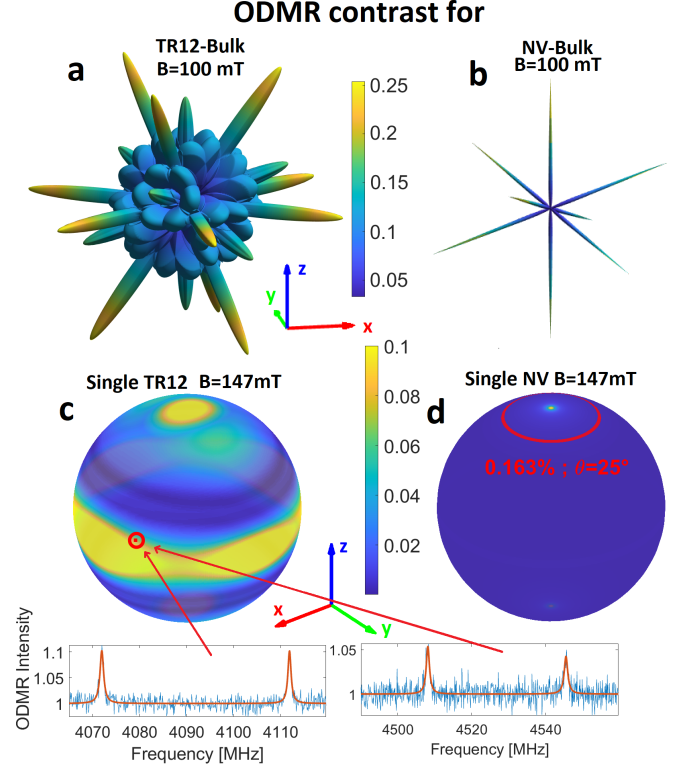 ODMR contrast for
a
TR12-Bulk
B=100 mT
b
NV-Bulk
B=100 mT
0.25
0.2
0.15
0.1
0.05
z
y
x
c
Single TR12 B=147mT
0.1
0.08
0.06
0.04
0.02
d
Single NV B=147mT
0.163% ; θ=25°
z
x
y
ODMR Intensity
1.1
1.05
1
4070 4080 4090 4100 4110
Frequency [MHz]
1.05
1
4500 4520 4540
Frequency [MHz]